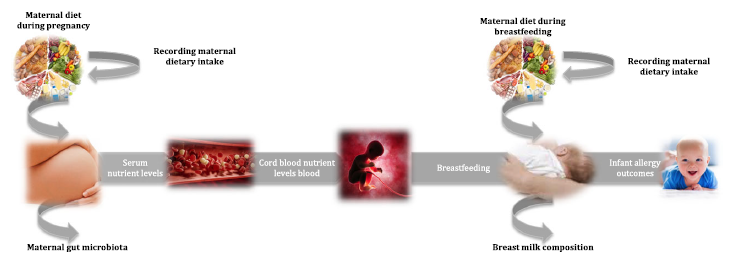 Maternal diet
during pregnancy
Recording maternal
dietary intake
Maternal diet during
breastfeeding
Recording maternal
dietary intake
Serum
nutrient levels
Cord blood nutrient
levels blood
Breastfeeding
Infant allergy
outcomes
Maternal gut microbiota
Breast milk composition